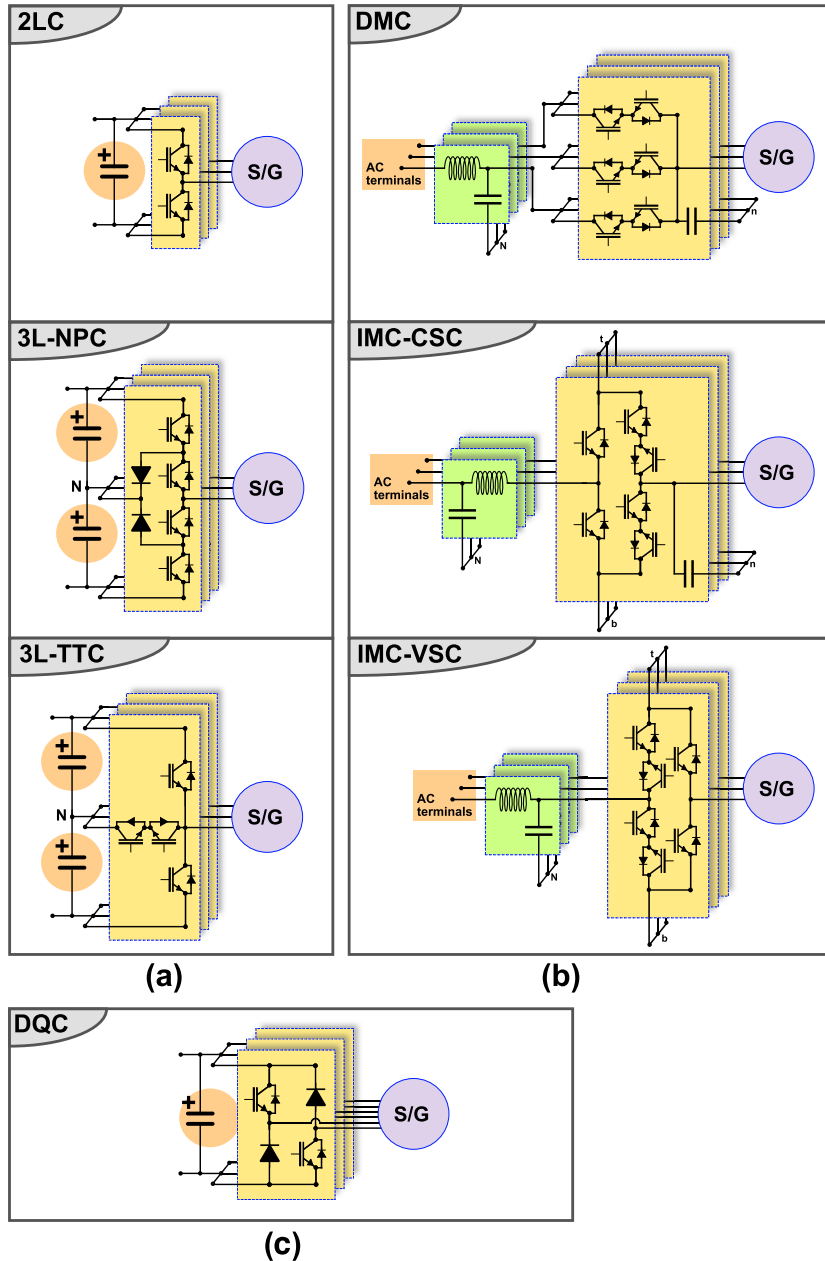 2LC
+
S/G
3L-NPC
+
N
+
S/G
3L-TTC
+
N
+
S/G
(a)
DMC
AC
terminals
N
n
S/G
IMC-CSC
t
AC
terminals
N
n
b
S/G
IMC-VSC
t
AC
terminals
N
b
S/G
(b)
DQC
+
S/G
(c)